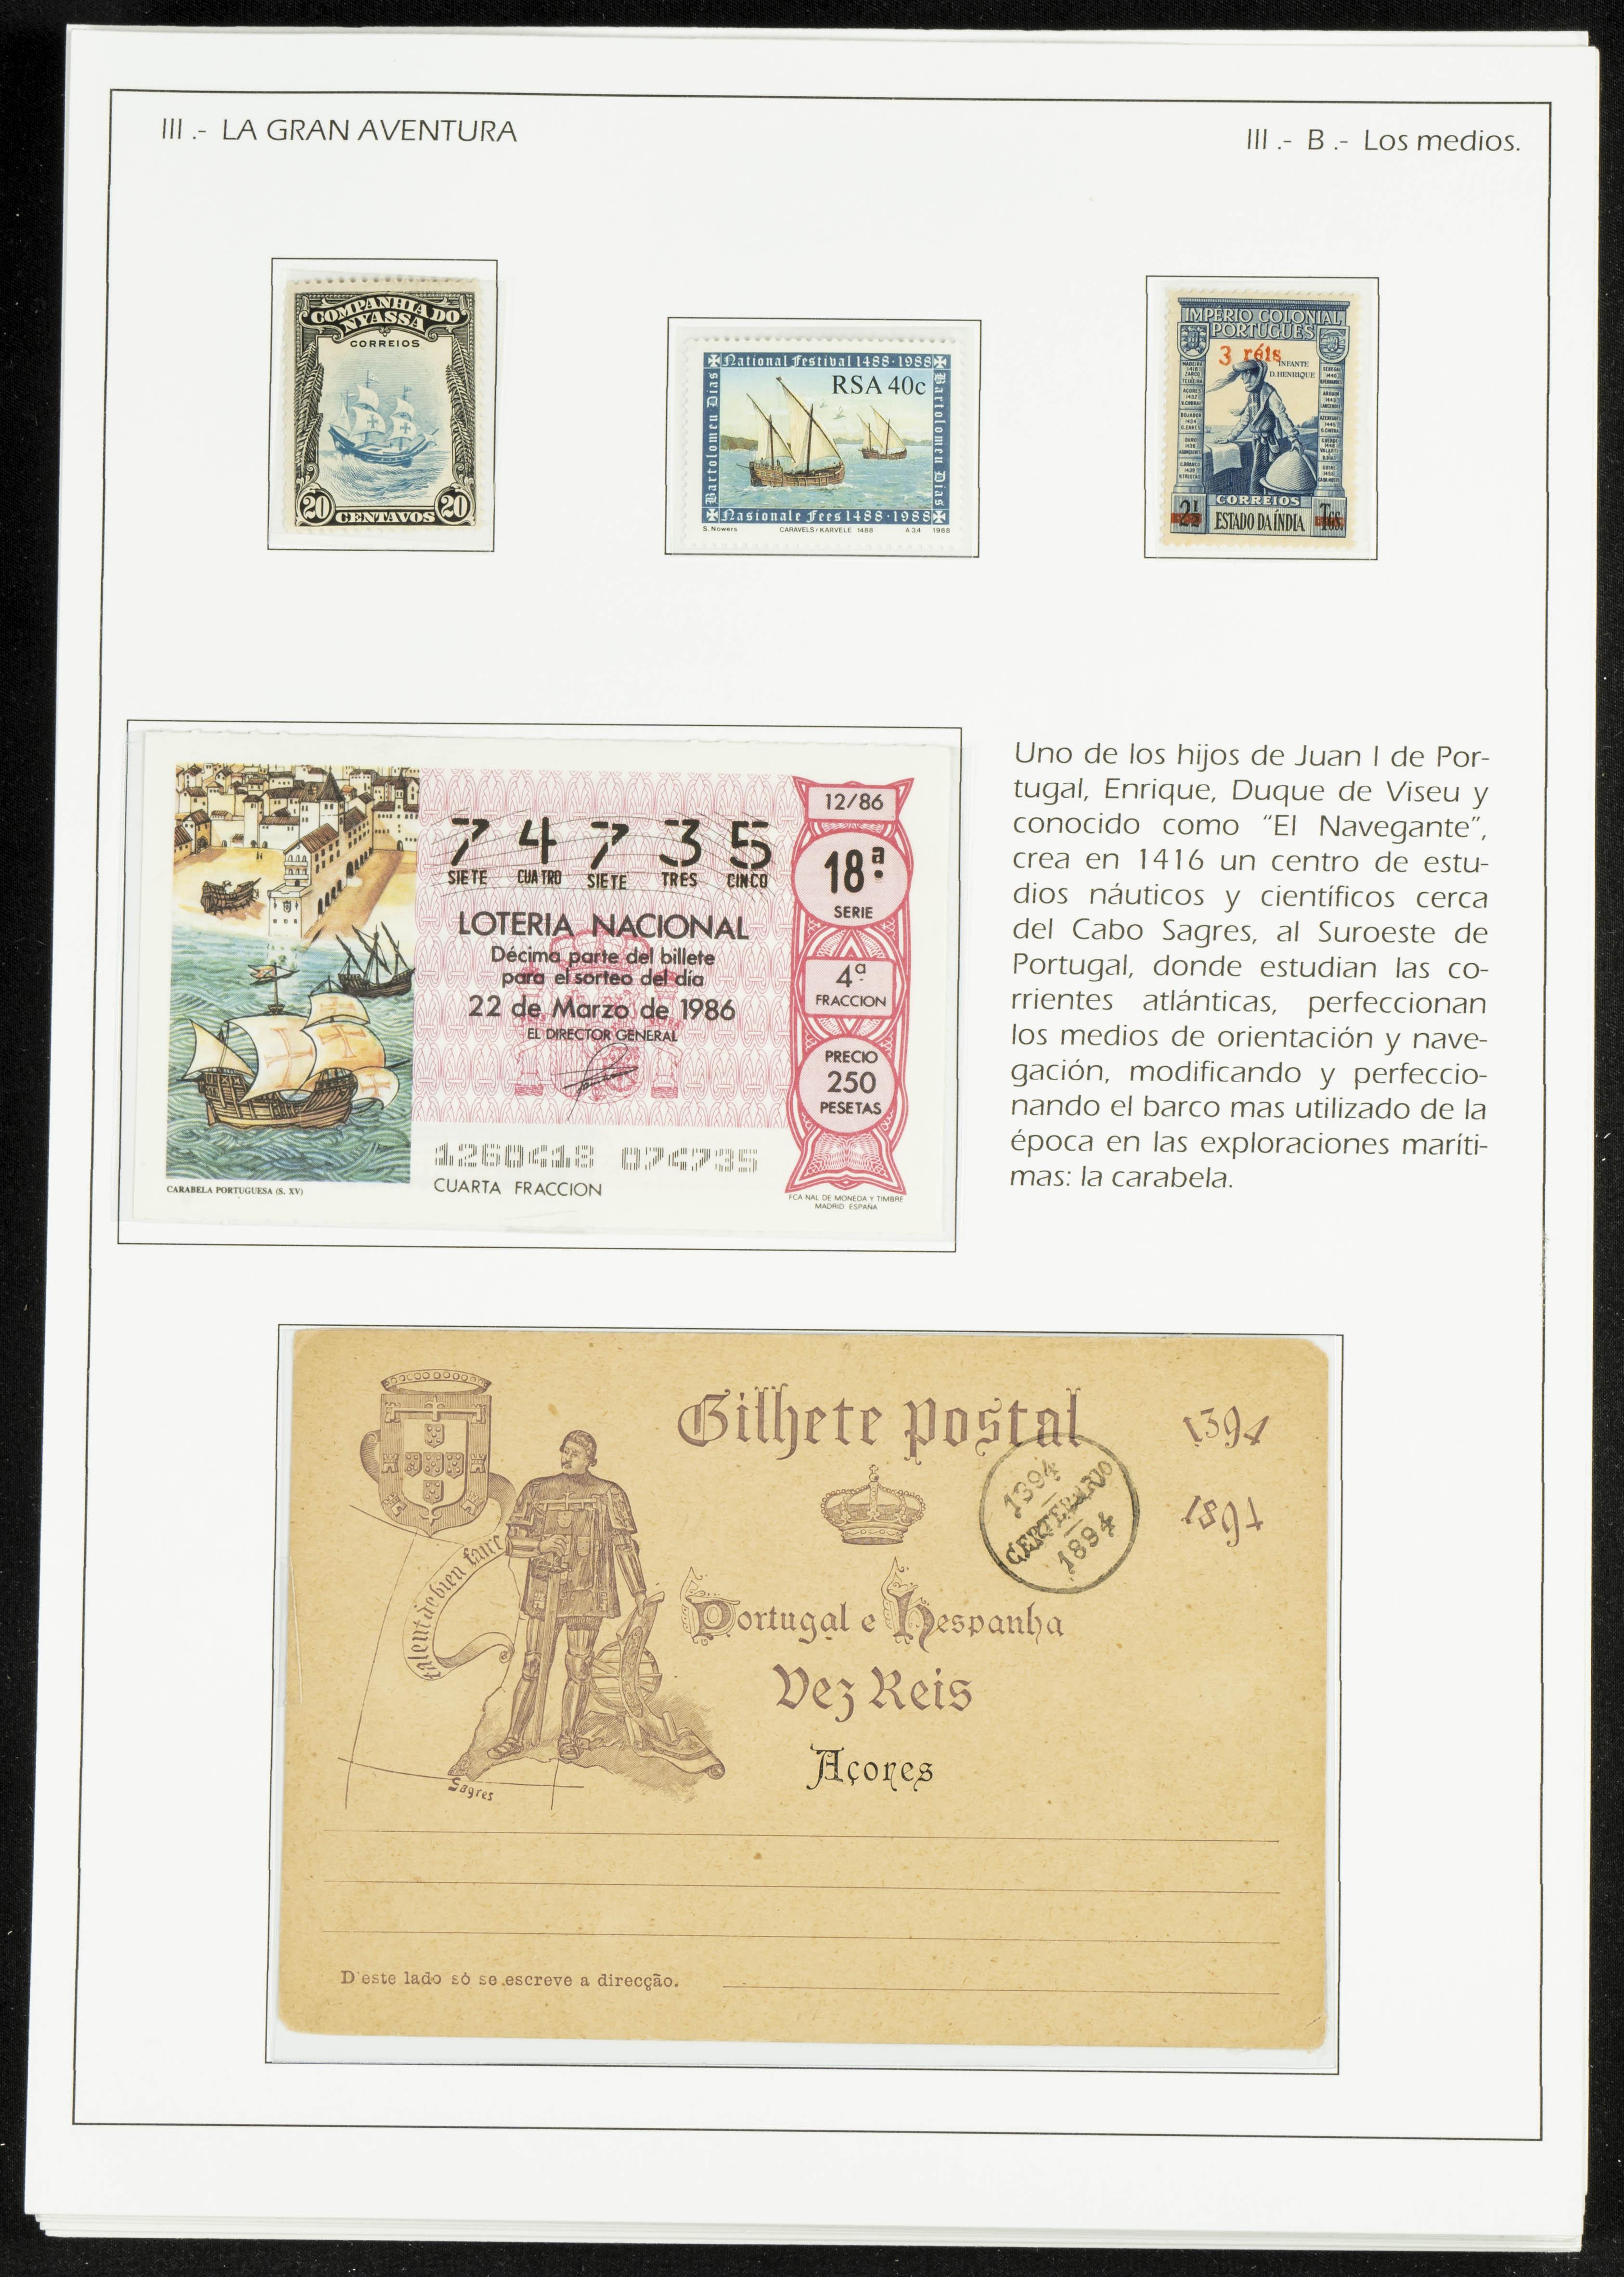 III .- LA GRAN AVENTURA
III .- B .- Los medios.
COMPANHIA DO
NYASSA
CORREIOS
20 CENTAVOS 20
National Festival 1488·1988
RSA 40c
Bartolomeu Dias
Bartolomeu Dias
Nasionale Fees 1488·1988
S. Nowers CARAVELS/KARVELE 1488 A34 1988
IMPÉRIO COLONIAL
PORTUGUÊS
3 réis
INFANTE
D. HENRIQUE
CORREIOS
2½ ESTADO DA ÍNDIA Tgs.
74735
SIETE CUATRO SIETE TRES CINCO
LOTERIA NACIONAL
Décima parte del billete
para el sorteo del día
22 de Marzo de 1986
EL DIRECTOR GENERAL
1260418 074735
CUARTA FRACCION
CARABELA PORTUGUESA (S. XV)
12/86
18ª
SERIE
4ª
FRACCION
PRECIO
250
PESETAS
FCA NAL DE MONEDA Y TIMBRE
MADRID ESPAÑA
Uno de los hijos de Juan I de Por-
tugal, Enrique, Duque de Viseu y
conocido como “El Navegante”,
crea en 1416 un centro de estu-
dios náuticos y científicos cerca
del Cabo Sagres, al Suroeste de
Portugal, donde estudian las co-
rrientes atlánticas, perfeccionan
los medios de orientación y nave-
gación, modificando y perfeccio-
nando el barco mas utilizado de la
época en las exploraciones maríti-
mas: la carabela.
Bilhete postal
1394
1894
1394
CENTENARIO
1894
talent de bien faire
Portugal e Hespanha
Dez Reis
Açores
Sagres
D'este lado só se escreve a direcção.